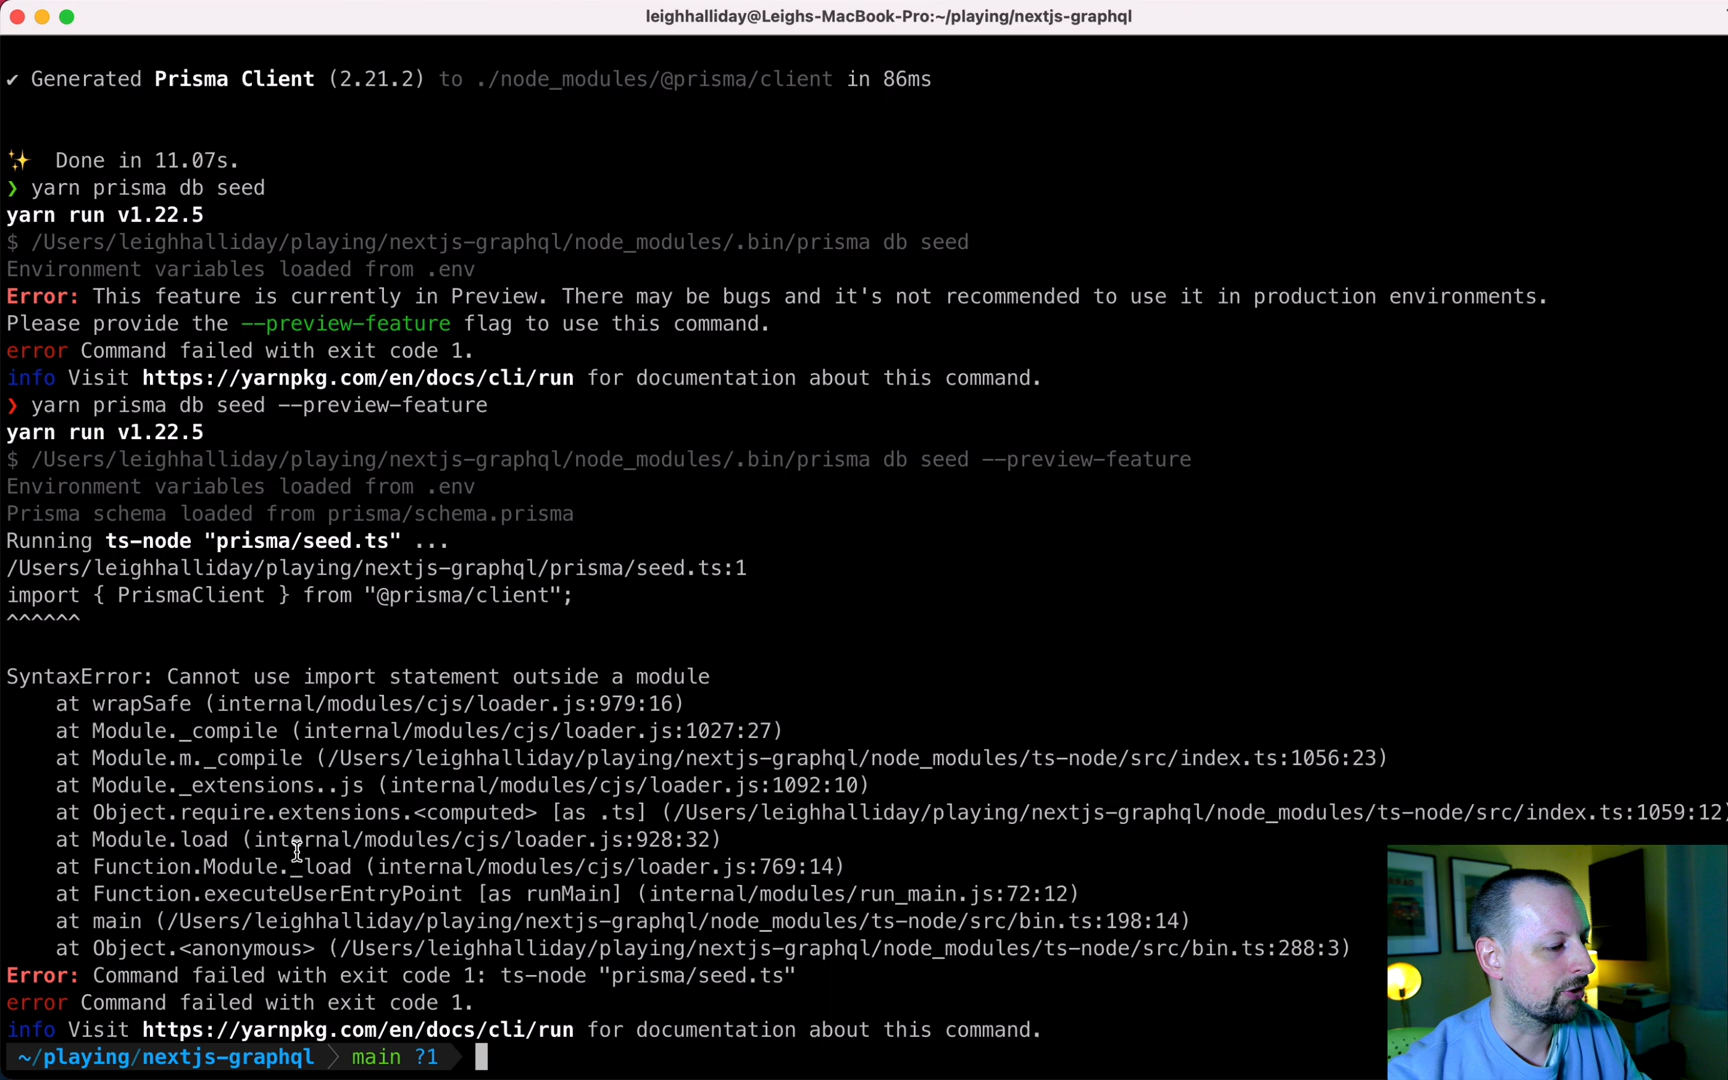 leighhalliday@Leighs-MacBook-Pro:~/playing/nextjs-graphql
✔ Generated Prisma Client (2.21.2) to ./node_modules/@prisma/client in 86ms
✨ Done in 11.07s.
❯ yarn prisma db seed
yarn run v1.22.5
$ /Users/leighhalliday/playing/nextjs-graphql/node_modules/.bin/prisma db seed
Environment variables loaded from .env
Error: This feature is currently in Preview. There may be bugs and it's not recommended to use it in production environments.
Please provide the --preview-feature flag to use this command.
error Command failed with exit code 1.
info Visit https://yarnpkg.com/en/docs/cli/run for documentation about this command.
❯ yarn prisma db seed --preview-feature
yarn run v1.22.5
$ /Users/leighhalliday/playing/nextjs-graphql/node_modules/.bin/prisma db seed --preview-feature
Environment variables loaded from .env
Prisma schema loaded from prisma/schema.prisma
Running ts-node "prisma/seed.ts" ...
/Users/leighhalliday/playing/nextjs-graphql/prisma/seed.ts:1
import { PrismaClient } from "@prisma/client";
^^^^^^
SyntaxError: Cannot use import statement outside a module
    at wrapSafe (internal/modules/cjs/loader.js:979:16)
    at Module._compile (internal/modules/cjs/loader.js:1027:27)
    at Module.m._compile (/Users/leighhalliday/playing/nextjs-graphql/node_modules/ts-node/src/index.ts:1056:23)
    at Module._extensions..js (internal/modules/cjs/loader.js:1092:10)
    at Object.require.extensions.<computed> [as .ts] (/Users/leighhalliday/playing/nextjs-graphql/node_modules/ts-node/src/index.ts:1059:12)
    at Module.load (internal/modules/cjs/loader.js:928:32)
    at Function.Module._load (internal/modules/cjs/loader.js:769:14)
    at Function.executeUserEntryPoint [as runMain] (internal/modules/run_main.js:72:12)
    at main (/Users/leighhalliday/playing/nextjs-graphql/node_modules/ts-node/src/bin.ts:198:14)
    at Object.<anonymous> (/Users/leighhalliday/playing/nextjs-graphql/node_modules/ts-node/src/bin.ts:288:3)
Error: Command failed with exit code 1: ts-node "prisma/seed.ts"
error Command failed with exit code 1.
info Visit https://yarnpkg.com/en/docs/cli/run for documentation about this command.
~/playing/nextjs-graphql main ?1